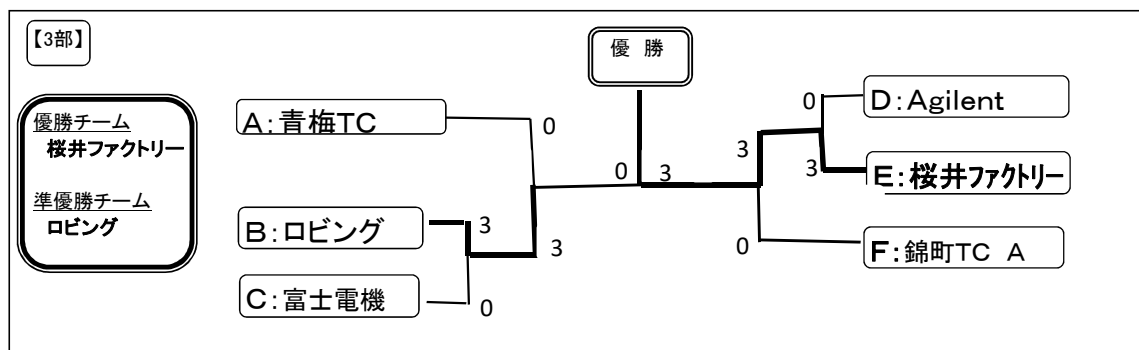 【3部】
優 勝
優勝チーム
桜井ファクトリー
準優勝チーム
ロビング
A:青梅TC
0
B:ロビング
3
3
C:富士電機
0
0
3
D:Agilent
0
3
E:桜井ファクトリー
3
F:錦町TC A
0